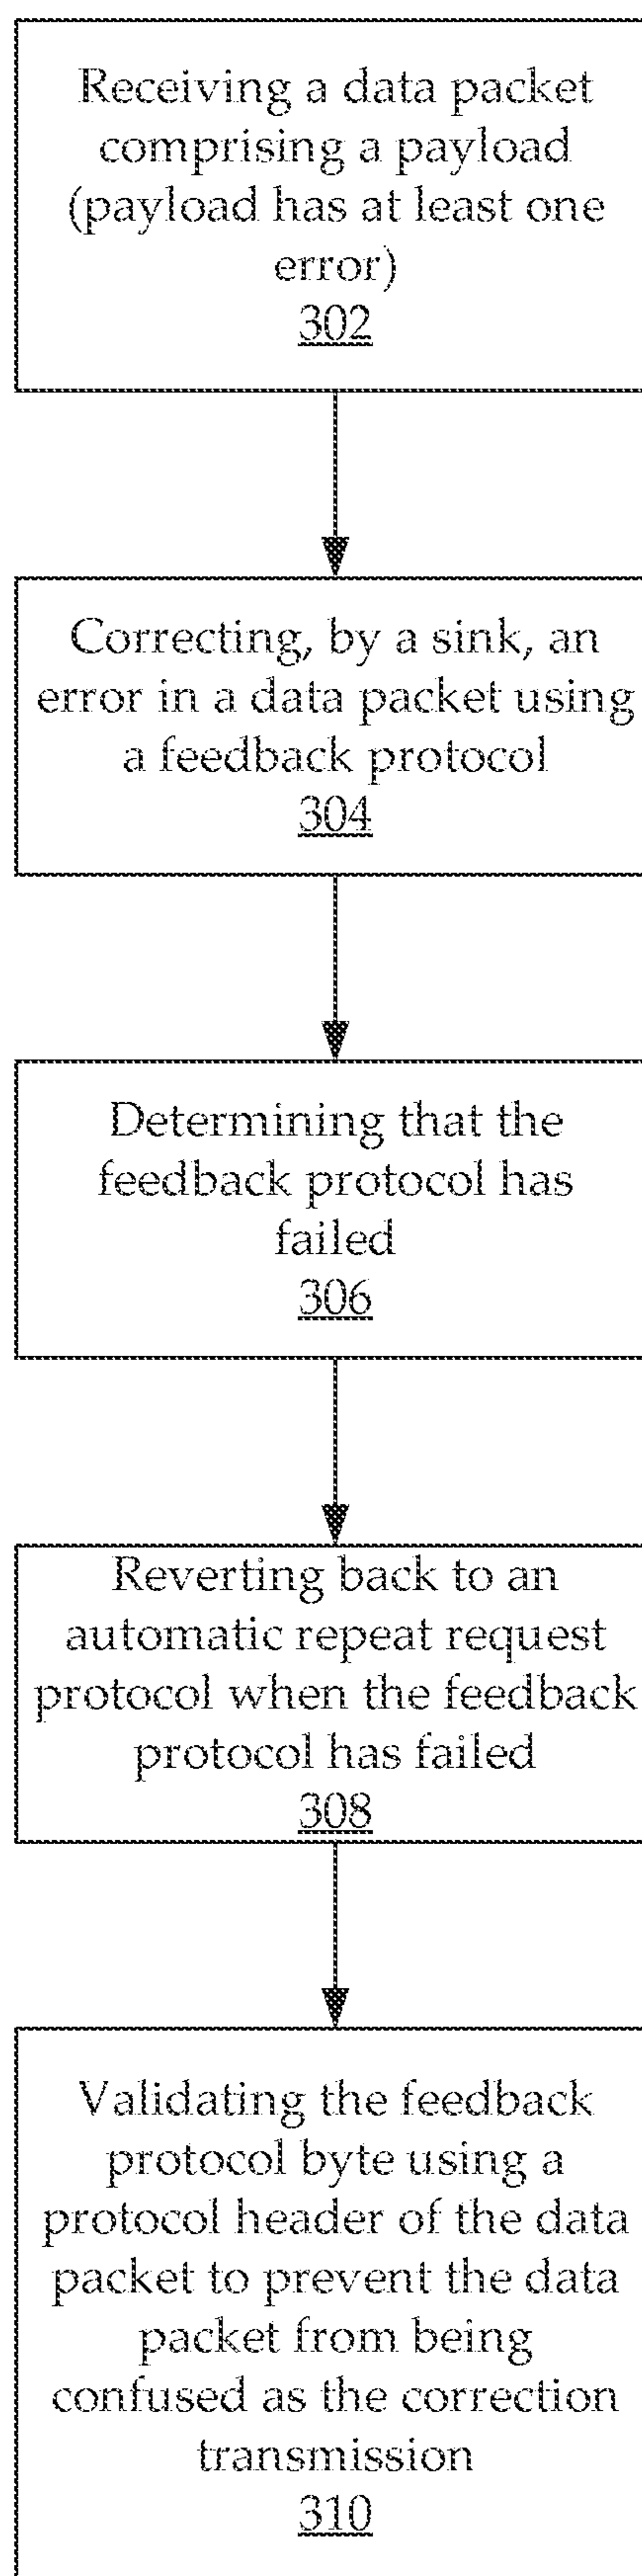 Receiving a data packet
comprising a payload
(payload has at least one
error)
302
Correcting, by a sink, an
error in a data packet using
a feedback protocol
304
Determining that the
feedback protocol has
failed
306
Reverting back to an
automatic repeat request
protocol when the feedback
protocol has failed
308
Validating the feedback
protocol byte using a
protocol header of the data
packet to prevent the data
packet from being
confused as the correction
transmission
310